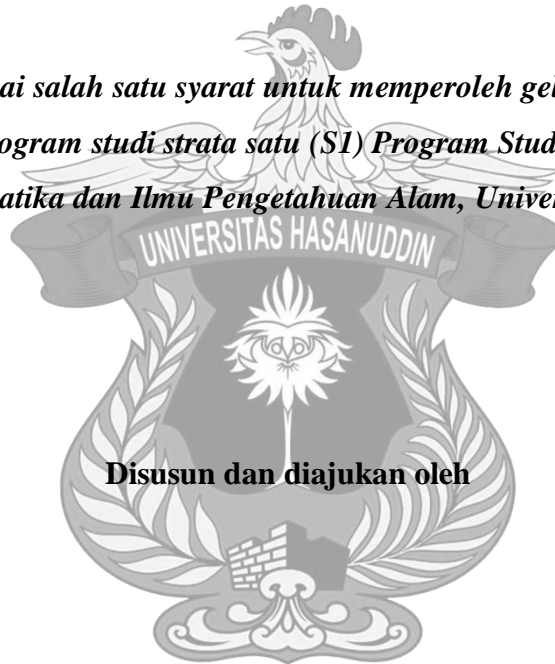 ai salah satu syarat untuk memperoleh gel
ogram studi strata satu (S1) Program Stud
atika dan Ilmu Pengetahuan Alam, Univer
UNIVERSITAS HASANUDDIN
Disusun dan diajukan oleh